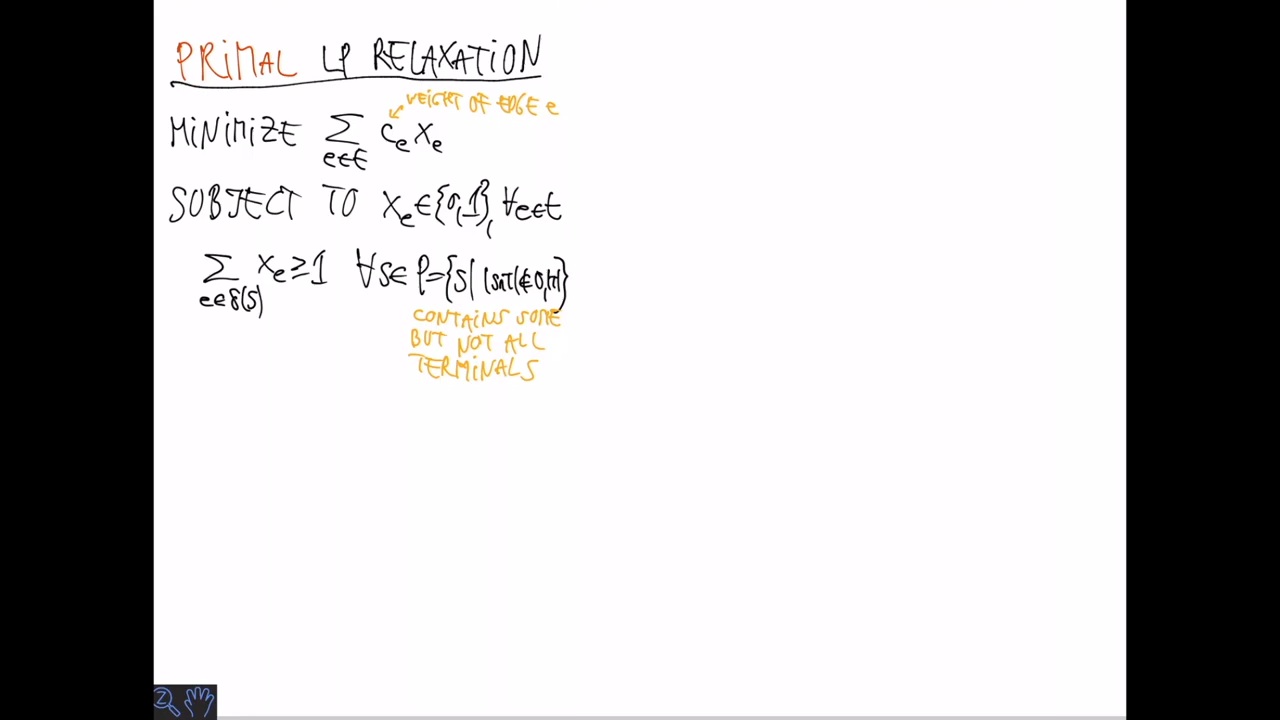 PRIMAL LP RELAXATION
WEIGHT OF EDGE e
MINIMIZE ∑ c_e x_e
e∈E
SUBJECT TO x_e ∈ {0,1}, ∀e∈E
∑ x_e ≥ 1 ∀S∈ P = {S| |S∩T| ∉ 0,|T|}
e∈δ(S)
CONTAINS SOME
BUT NOT ALL
TERMINALS
Z